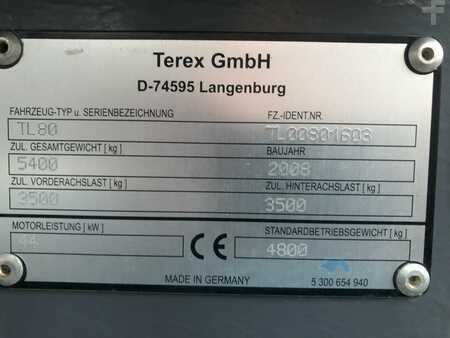 Terex GmbH
D-74595 Langenburg
FAHRZEUG-TYP u. SERIENBEZEICHNUNG FZ.-IDENT.NR.
TL80 TL00801608
ZUL. GESAMTGEWICHT [ kg ] BAUJAHR
5400 2008
ZUL. VORDERACHSLAST [ kg ] ZUL. HINTERACHSLAST [ kg ]
3500 3500
MOTORLEISTUNG [ kW ] STANDARDBETRIEBSGEWICHT [ kg ]
44 CE 4800
MADE IN GERMANY 5 300 654 940